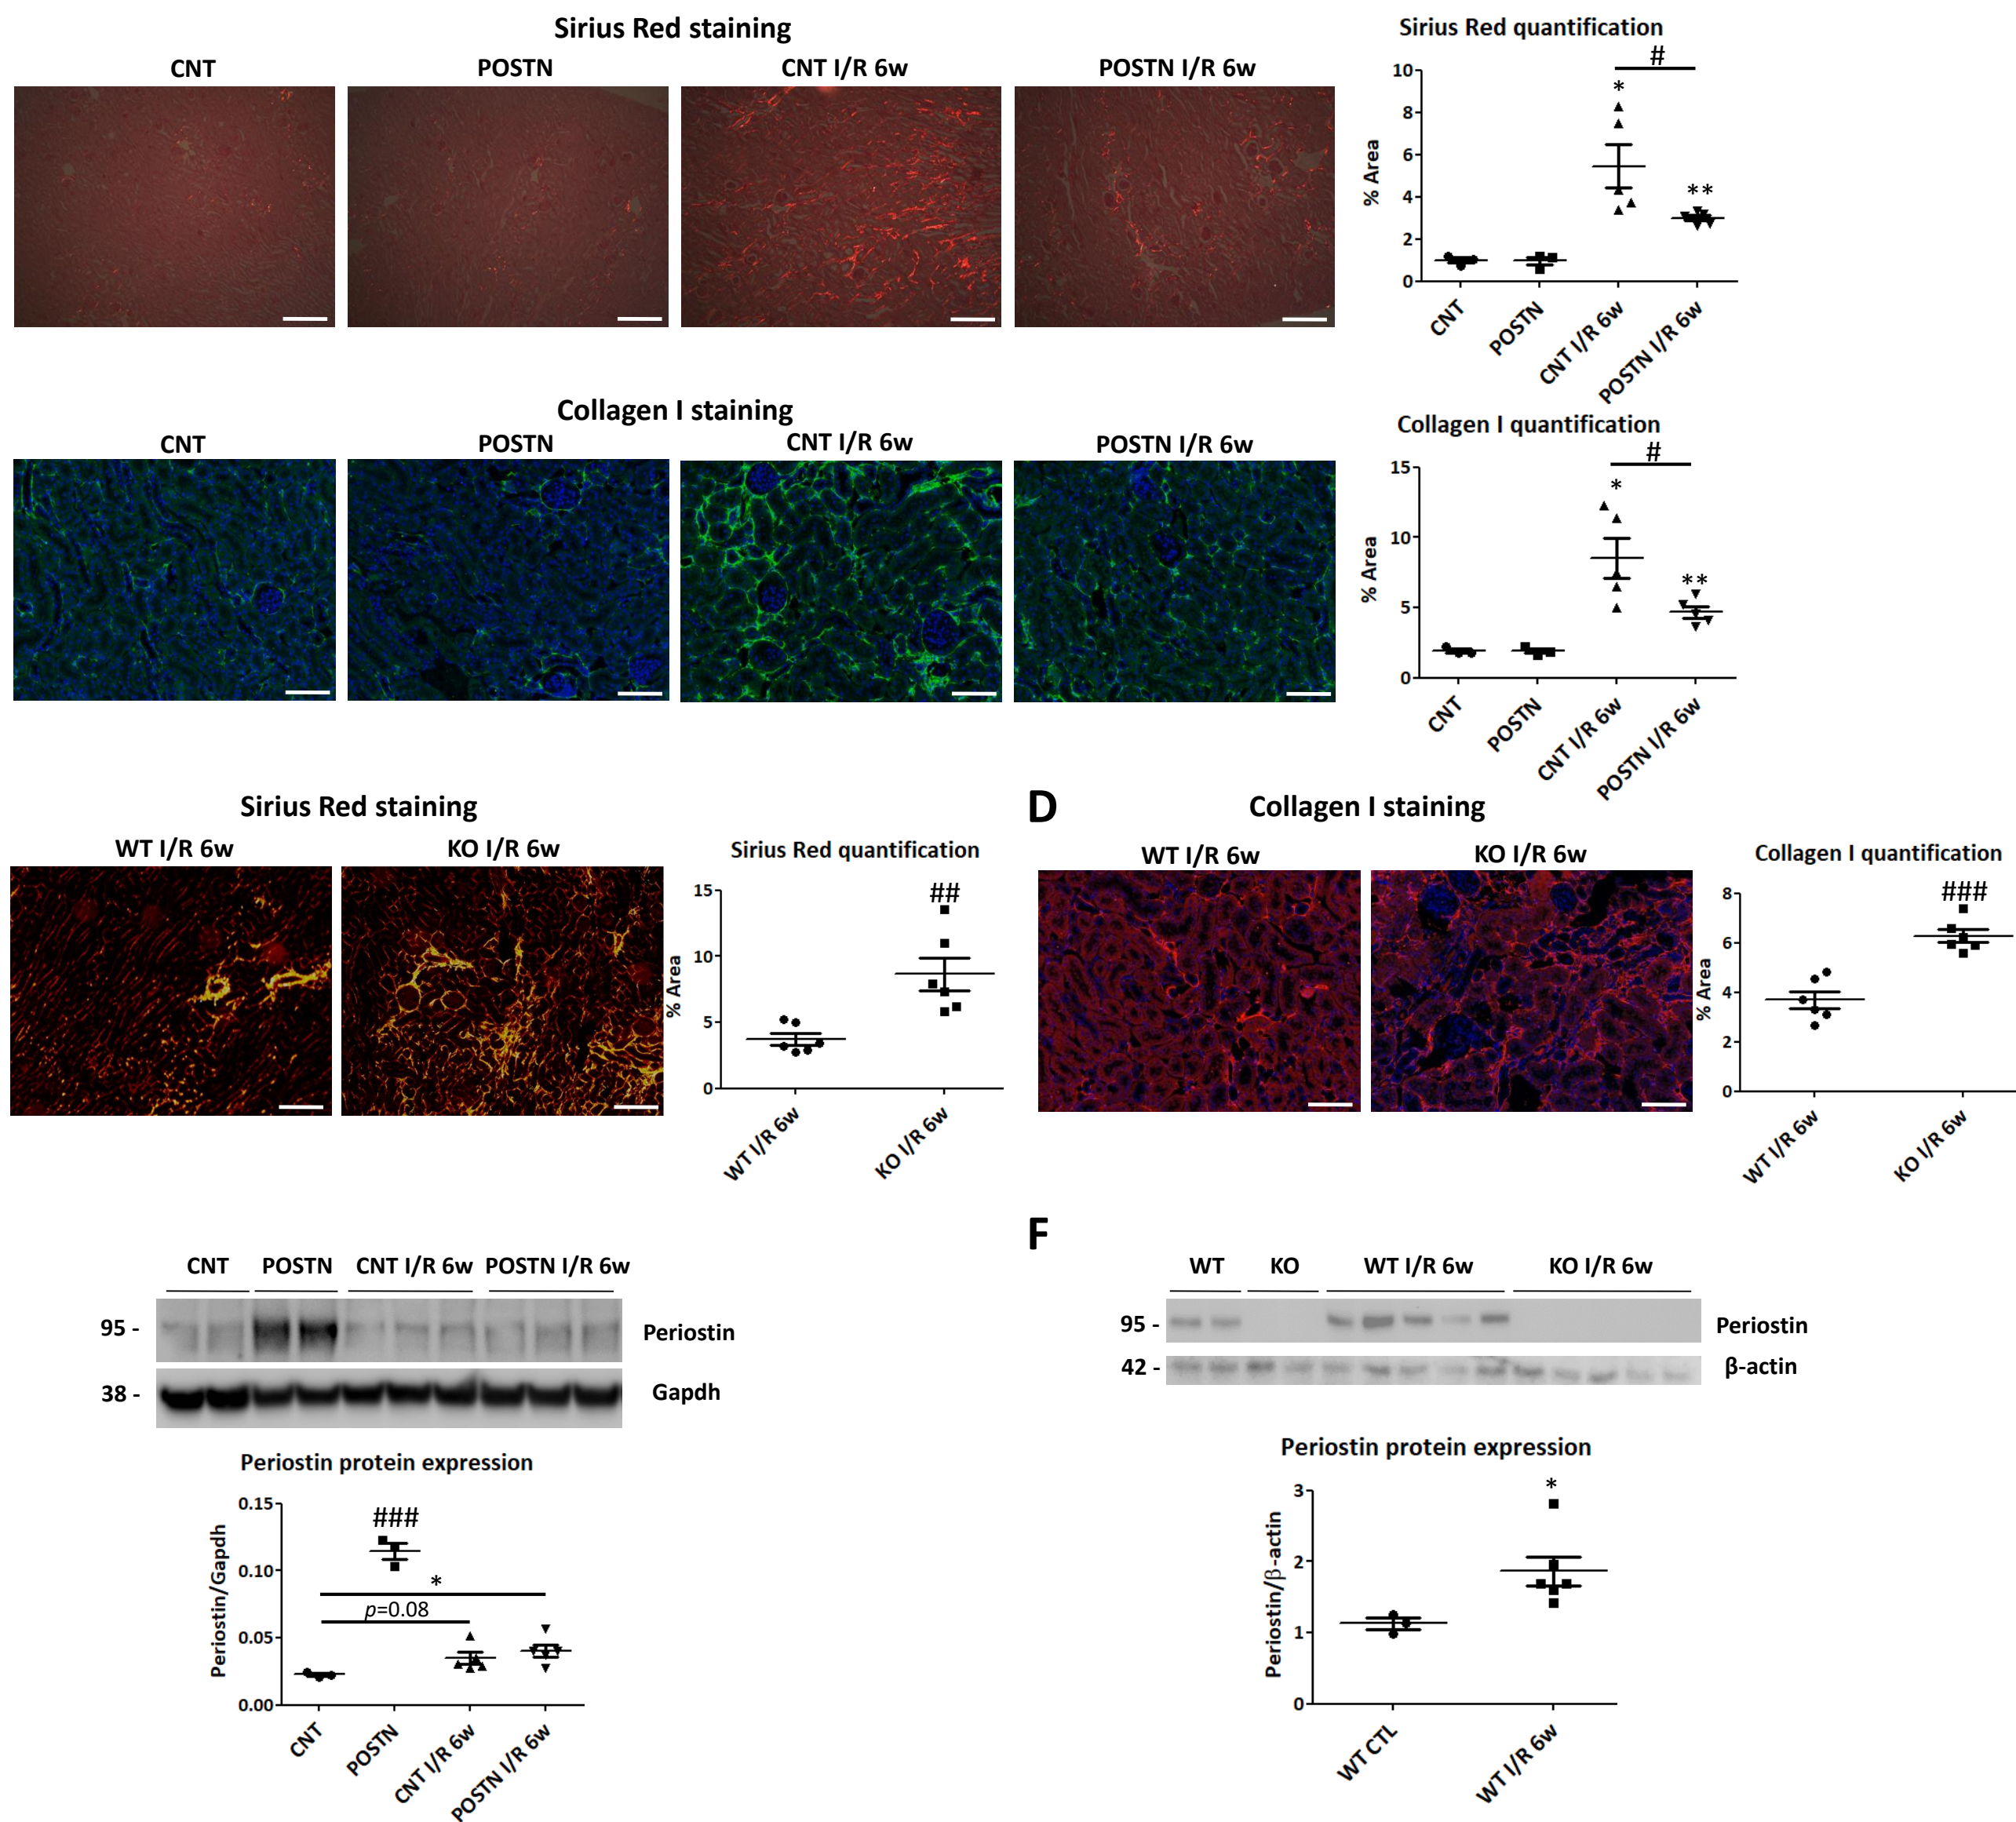 Sirius Red staining
CNT POSTN CNT I/R 6w POSTN I/R 6w
Sirius Red quantification
#
*
**
% Area
10
8
6
4
2
0
CNT POSTN CNT I/R 6w POSTN I/R 6w
Collagen I staining
CNT POSTN CNT I/R 6w POSTN I/R 6w
Collagen I quantification
#
*
**
% Area
15
10
5
0
CNT POSTN CNT I/R 6w POSTN I/R 6w
Sirius Red staining
WT I/R 6w KO I/R 6w
Sirius Red quantification
##
% Area
15
10
5
0
WT I/R 6w KO I/R 6w
D
Collagen I staining
WT I/R 6w KO I/R 6w
Collagen I quantification
###
% Area
8
6
4
2
0
WT I/R 6w KO I/R 6w
CNT POSTN CNT I/R 6w POSTN I/R 6w
95 - Periostin
38 - Gapdh
Periostin protein expression
###
*
p=0.08
Periostin/Gapdh
0.15
0.10
0.05
0.00
CNT POSTN CNT I/R 6w POSTN I/R 6w
F
WT KO WT I/R 6w KO I/R 6w
95 - Periostin
42 - β-actin
Periostin protein expression
*
Periostin/β-actin
3
2
1
0
WT CTL WT I/R 6w